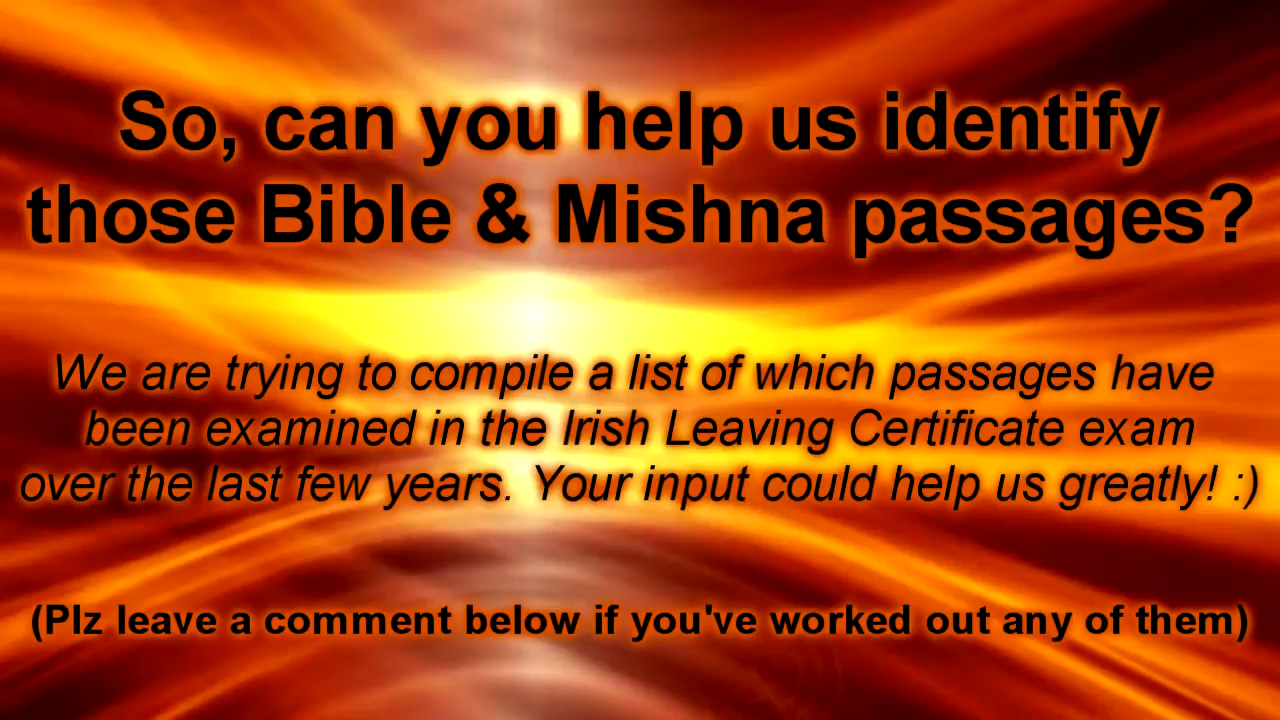 So, can you help us identify
those Bible & Mishna passages?
We are trying to compile a list of which passages have
been examined in the Irish Leaving Certificate exam
over the last few years. Your input could help us greatly! :)
(Plz leave a comment below if you've worked out any of them)